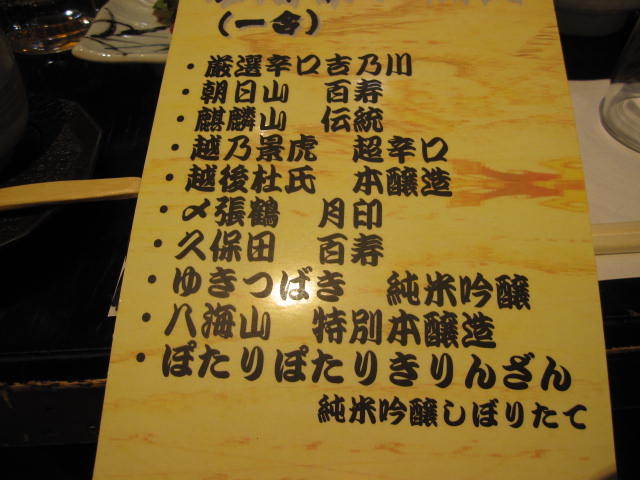 (一合)
・厳選辛口吉乃川
・朝日山 百寿
・麒麟山 伝統
・越乃景虎 超辛口
・越後杜氏 本醸造
・〆張鶴 月印
・久保田 百寿
・ゆきつばき 純米吟醸
・八海山 特別本醸造
・ぽたりぽたりきりんざん
純米吟醸しぼりたて